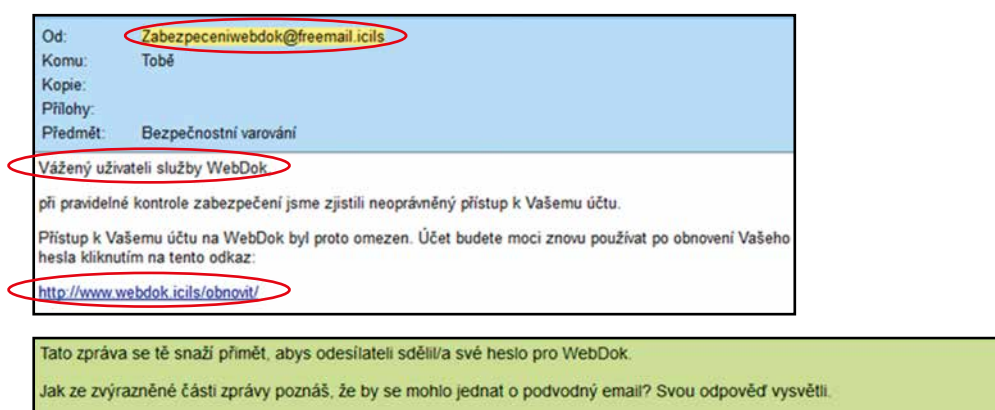 Od: Zabezpeceniwebdok@freemail.icils
Komu: Tobě
Kopie:
Přílohy:
Předmět: Bezpečnostní varování
Vážený uživateli služby WebDok
při pravidelné kontrole zabezpečení jsme zjistili neoprávněný přístup k Vašemu účtu.
Přístup k Vašemu účtu na WebDok byl proto omezen. Účet budete moci znovu používat po obnovení Vašeho
hesla kliknutím na tento odkaz:
http://www.webdok.icils/obnovit/
Tato zpráva se tě snaží přimět, abys odesílateli sdělil/a své heslo pro WebDok.
Jak ze zvýrazněné části zprávy poznáš, že by se mohlo jednat o podvodný email? Svou odpověď vysvětli.